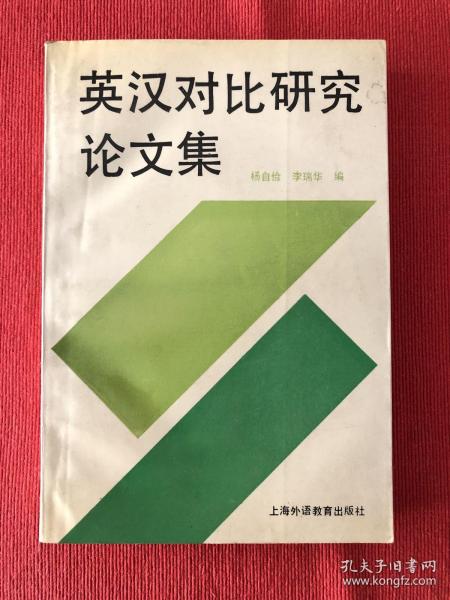 英汉对比研究
论文集
杨自俭 李瑞华 编
上海外语教育出版社
孔夫子旧书网
www.kongfz.com